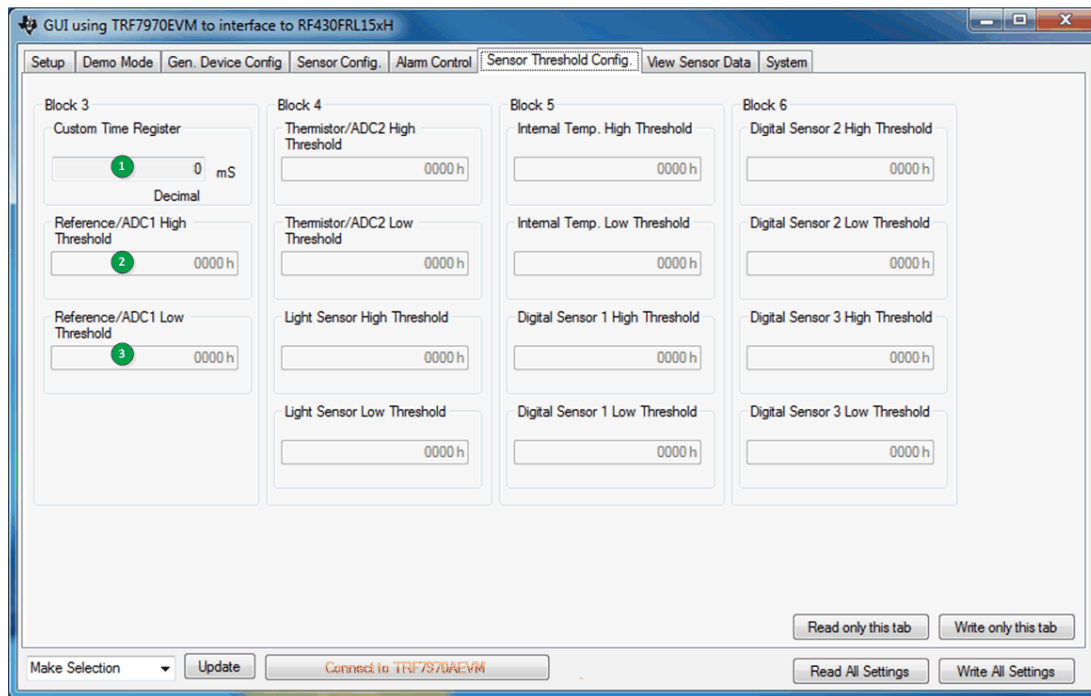 GUI using TRF7970EVM to interface to RF430FRL15xH
Setup Demo Mode Gen. Device Config Sensor Config. Alarm Control Sensor Threshold Config. View Sensor Data System
Block 3
Custom Time Register
1 0 mS
Decimal
Reference/ADC1 High
Threshold
2 0000 h
Reference/ADC1 Low
Threshold
3 0000 h
Block 4
Thermistor/ADC2 High
Threshold
0000 h
Thermistor/ADC2 Low
Threshold
0000 h
Light Sensor High Threshold
0000 h
Light Sensor Low Threshold
0000 h
Block 5
Internal Temp. High Threshold
0000 h
Internal Temp. Low Threshold
0000 h
Digital Sensor 1 High Threshold
0000 h
Digital Sensor 1 Low Threshold
0000 h
Block 6
Digital Sensor 2 High Threshold
0000 h
Digital Sensor 2 Low Threshold
0000 h
Digital Sensor 3 High Threshold
0000 h
Digital Sensor 3 Low Threshold
0000 h
Read only this tab Write only this tab
Make Selection Update Connect to TRF7970AEVM Read All Settings Write All Settings